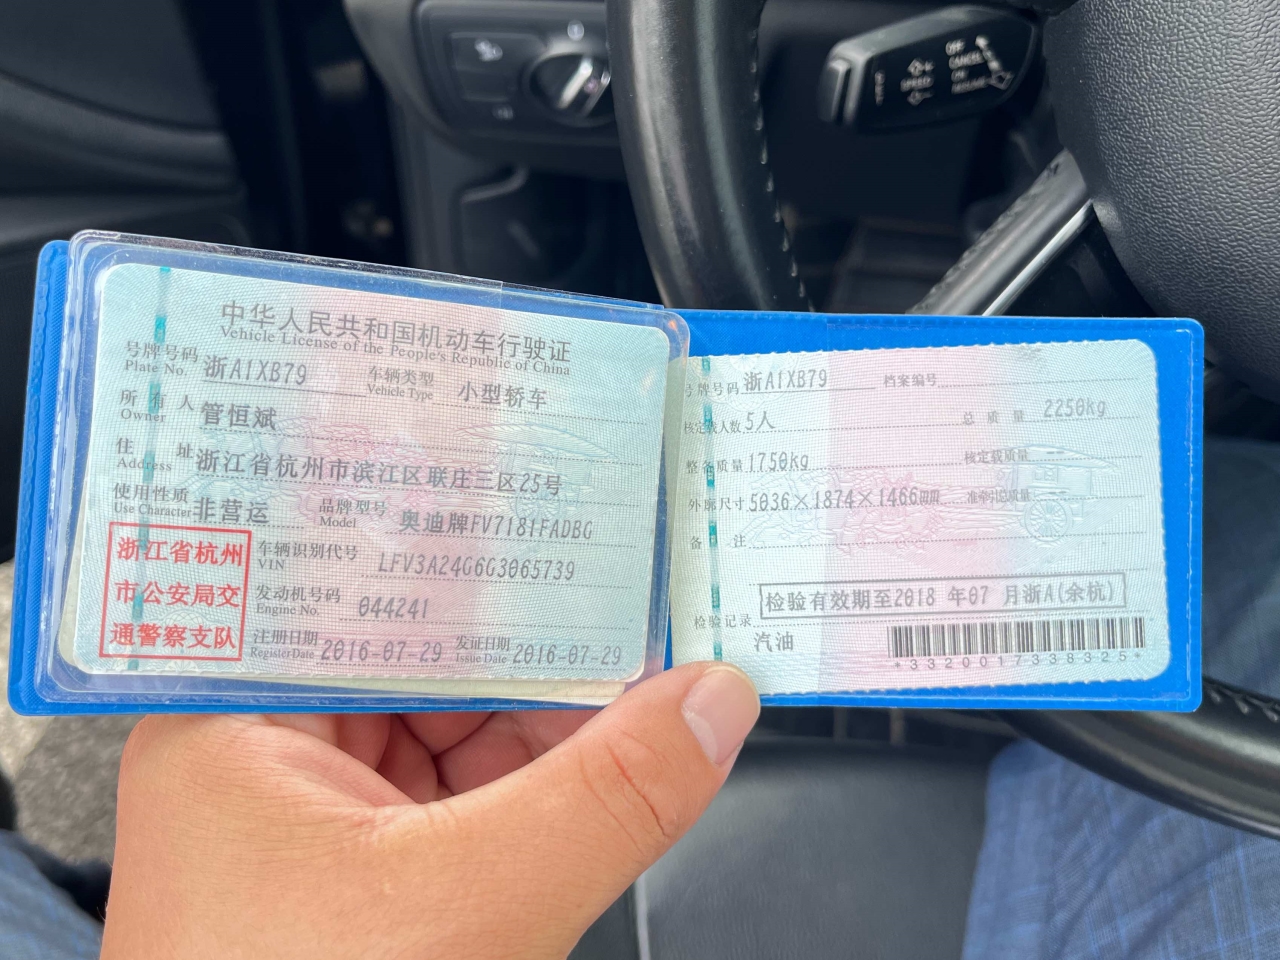 中华人民共和国机动车行驶证
Vehicle License of the People's Republic of China
号牌号码 浙A1XB79 车辆类型 小型轿车
Plate No. Vehicle Type
所有人 管恒斌
Owner
住址 浙江省杭州市滨江区联庄三区25号
Address
使用性质 非营运 品牌型号 奥迪牌FV7181FADBG
Use Character Model
浙江省杭州
市公安局交
通警察支队
车辆识别代号 LFV3A24G6G3065739
VIN
发动机号码 044241
Engine No.
注册日期 2016-07-29 发证日期 2016-07-29
Register Date Issue Date
号牌号码 浙A1XB79 档案编号
核定载人数 5人 总质量 2250kg
整备质量 1750kg 核定载质量 --
外廓尺寸 5036×1874×1466mm 准牵引总质量 --
备注
检验有效期至2018 年07 月浙A(余杭)
检验记录
汽油
*3320017338325*
OFF
CANCEL
ON
RESUME
SPEED